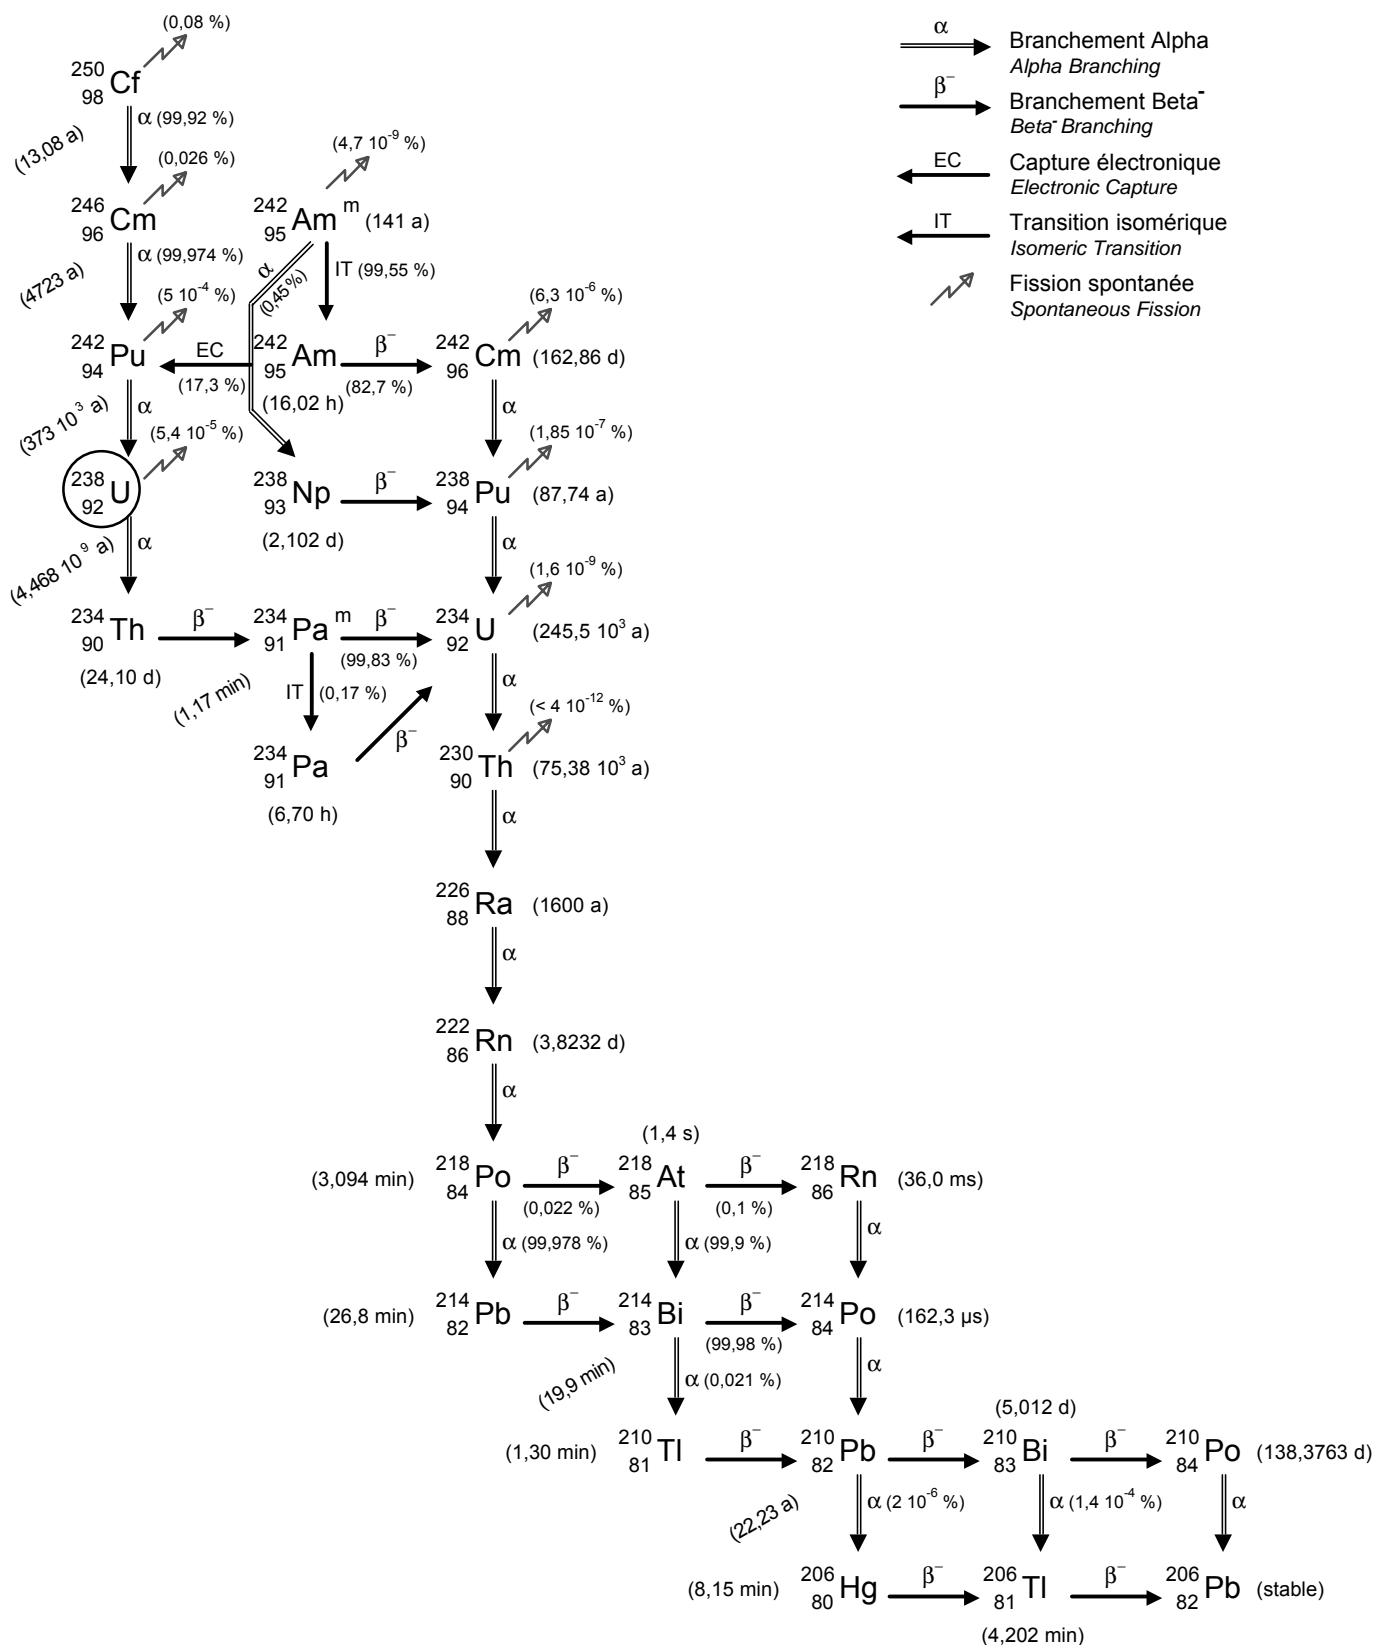 (0,08 %)
250
98 Cf
α (99,92 %)
(13,08 a)
(0,026 %)
246
96 Cm
α (99,974 %)
(4723 a)
(4,7 10⁻⁹ %)
242
95 Am m (141 a)
α
(0,45%)
IT (99,55 %)
(5 10⁻⁴ %)
242
94 Pu
EC
(17,3 %)
242
95 Am
(16,02 h)
β⁻
(82,7 %)
(6,3 10⁻⁶ %)
242
96 Cm (162,86 d)
α
(373 10³ a)
α
(5,4 10⁻⁵ %)
238
92 U
α
(4,468 10⁹ a)
238
93 Np
(2,102 d)
β⁻
(1,85 10⁻⁷ %)
238
94 Pu (87,74 a)
α
234
90 Th
(24,10 d)
β⁻
234
91 Pa m
(1,17 min)
β⁻
(99,83 %)
IT (0,17 %)
234
91 Pa
(6,70 h)
β⁻
(1,6 10⁻⁹ %)
234
92 U (245,5 10³ a)
α
(< 4 10⁻¹² %)
230
90 Th (75,38 10³ a)
α
226
88 Ra (1600 a)
α
222
86 Rn (3,8232 d)
α
(3,094 min) 218
84 Po
β⁻
(0,022 %)
α (99,978 %)
(1,4 s)
218
85 At
β⁻
(0,1 %)
α (99,9 %)
218
86 Rn (36,0 ms)
α
(26,8 min) 214
82 Pb
β⁻
214
83 Bi
(19,9 min)
β⁻
(99,98 %)
α (0,021 %)
214
84 Po (162,3 µs)
α
(1,30 min) 210
81 Tl
β⁻
210
82 Pb
(22,23 a)
β⁻
α (2 10⁻⁶ %)
(5,012 d)
210
83 Bi
β⁻
α (1,4 10⁻⁴ %)
210
84 Po (138,3763 d)
α
(8,15 min) 206
80 Hg
β⁻
206
81 Tl
(4,202 min)
β⁻
206
82 Pb (stable)
α Branchement Alpha
Alpha Branching
β⁻ Branchement Beta⁻
Beta⁻ Branching
EC Capture électronique
Electronic Capture
IT Transition isomérique
Isomeric Transition
Fission spontanée
Spontaneous Fission